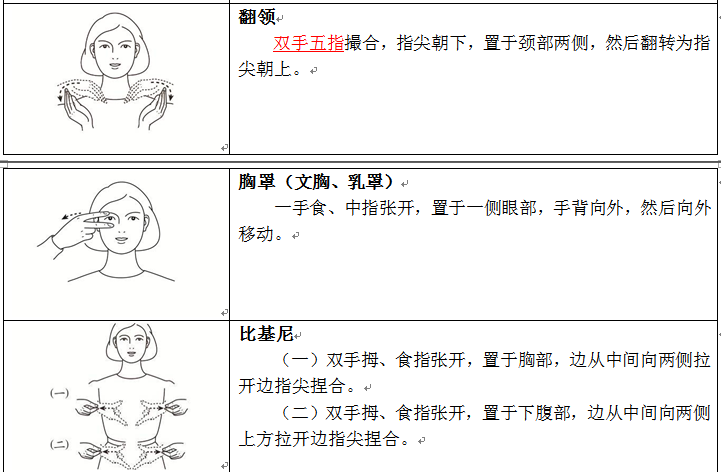 翻领
双手五指撮合，指尖朝下，置于颈部两侧，然后翻转为指
尖朝上。
胸罩（文胸、乳罩）
一手食、中指张开，置于一侧眼部，手背向外，然后向外
移动。
比基尼
（一）双手拇、食指张开，置于胸部，边从中间向两侧拉
开边指尖捏合。
（二）双手拇、食指张开，置于下腹部，边从中间向两侧
上方拉开边指尖捏合。
（一）
（二）